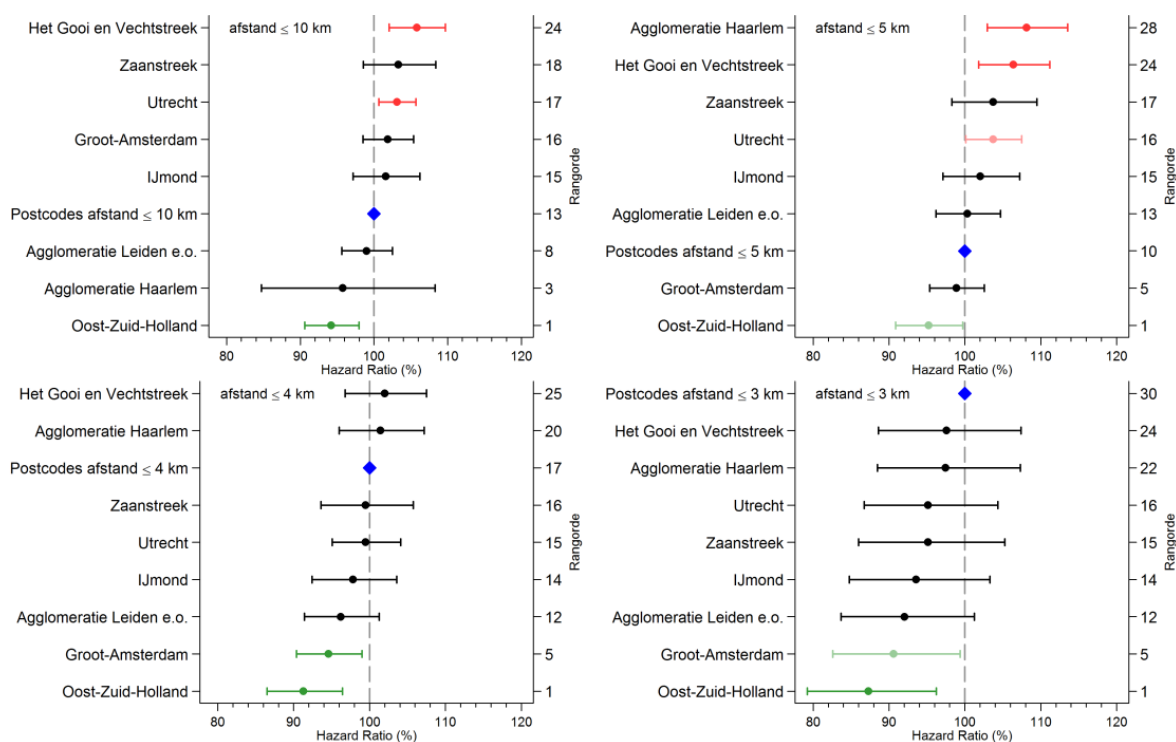 afstand ≤ 10 km
Het Gooi en Vechtstreek 24
Zaanstreek 18
Utrecht 17
Groot-Amsterdam 16
IJmond 15
Postcodes afstand ≤ 10 km 13
Agglomeratie Leiden e.o. 8
Agglomeratie Haarlem 3
Oost-Zuid-Holland 1
Rangorde
80 90 100 110 120
Hazard Ratio (%)
afstand ≤ 5 km
Agglomeratie Haarlem 28
Het Gooi en Vechtstreek 24
Zaanstreek 17
Utrecht 16
IJmond 15
Agglomeratie Leiden e.o. 13
Postcodes afstand ≤ 5 km 10
Groot-Amsterdam 5
Oost-Zuid-Holland 1
Rangorde
80 90 100 110 120
Hazard Ratio (%)
afstand ≤ 4 km
Het Gooi en Vechtstreek 25
Agglomeratie Haarlem 20
Postcodes afstand ≤ 4 km 17
Zaanstreek 16
Utrecht 15
IJmond 14
Agglomeratie Leiden e.o. 12
Groot-Amsterdam 5
Oost-Zuid-Holland 1
Rangorde
80 90 100 110 120
Hazard Ratio (%)
afstand ≤ 3 km
Postcodes afstand ≤ 3 km 30
Het Gooi en Vechtstreek 24
Agglomeratie Haarlem 22
Utrecht 16
Zaanstreek 15
IJmond 14
Agglomeratie Leiden e.o. 12
Groot-Amsterdam 5
Oost-Zuid-Holland 1
Rangorde
80 90 100 110 120
Hazard Ratio (%)